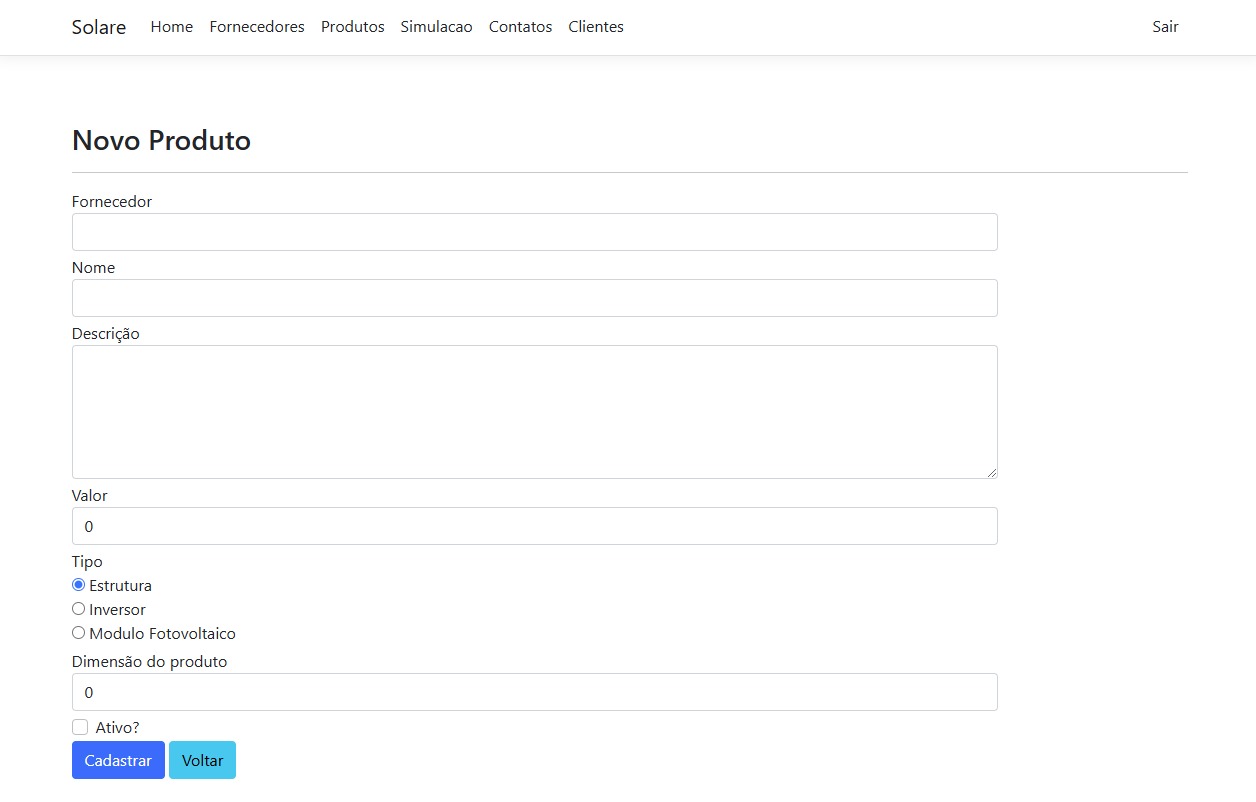 Solare Home Fornecedores Produtos Simulacao Contatos Clientes Sair
Novo Produto
Fornecedor
Nome
Descrição
Valor
0
Tipo
Estrutura
Inversor
Modulo Fotovoltaico
Dimensão do produto
0
Ativo?
Cadastrar Voltar